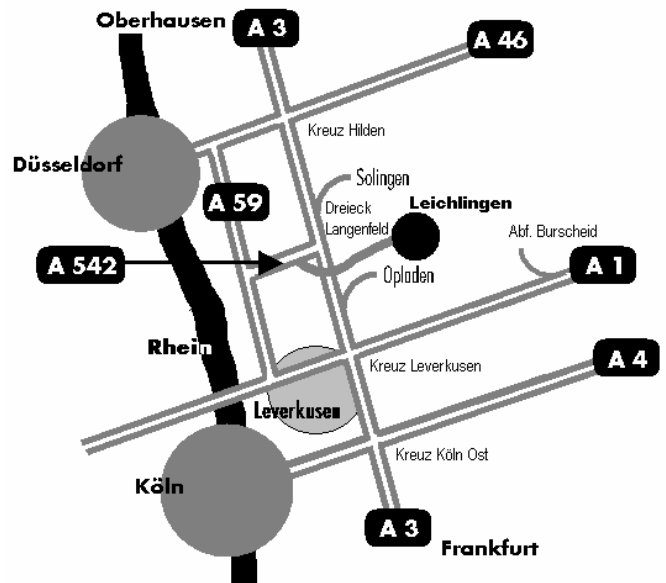 Oberhausen
A 3
A 46
Kreuz Hilden
Düsseldorf
Solingen
A 59
Leichlingen
Dreieck
Langenfeld
Abf. Burscheid
A 542
A 1
Opladen
Rhein
A 4
Kreuz Leverkusen
Leverkusen
Kreuz Köln Ost
Köln
A 3
Frankfurt